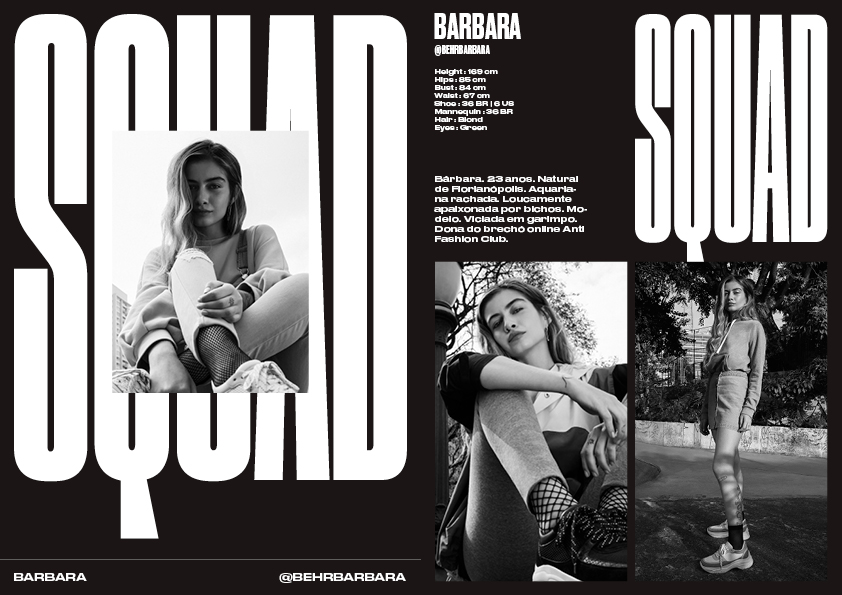 SQUAD
BARBARA
@BEHRBARBARA
BARBARA
@BEHRBARBARA
Height : 169 cm
Hips : 85 cm
Bust : 84 cm
Waist : 67 cm
Shoe : 36 BR | 6 US
Mannequin : 36 BR
Hair : Blond
Eyes : Green
Bárbara. 23 anos. Natural
de Florianópolis. Aquaria-
na rachada. Loucamente
apaixonada por bichos. Mo-
delo. Viciada em garimpo.
Dona do brechó online Anti
Fashion Club.
SQUAD